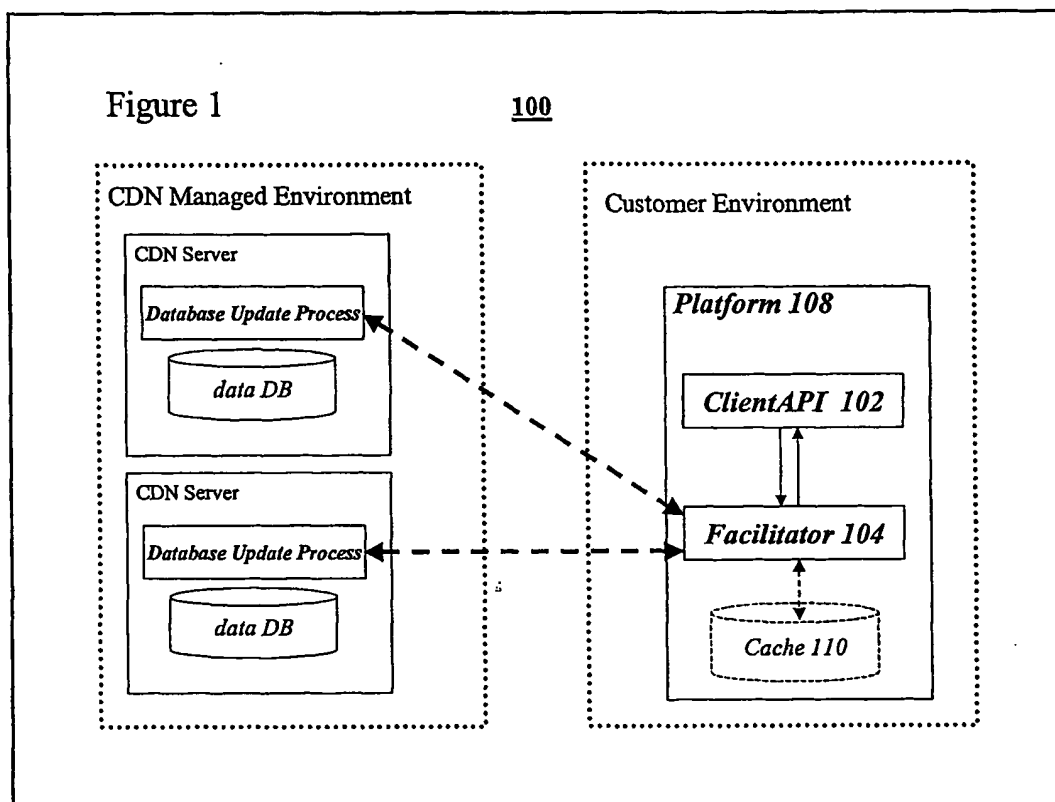 Figure 1
100
CDN Managed Environment
CDN Server
Database Update Process
data DB
CDN Server
Database Update Process
data DB
Customer Environment
Platform 108
ClientAPI 102
Facilitator 104
Cache 110